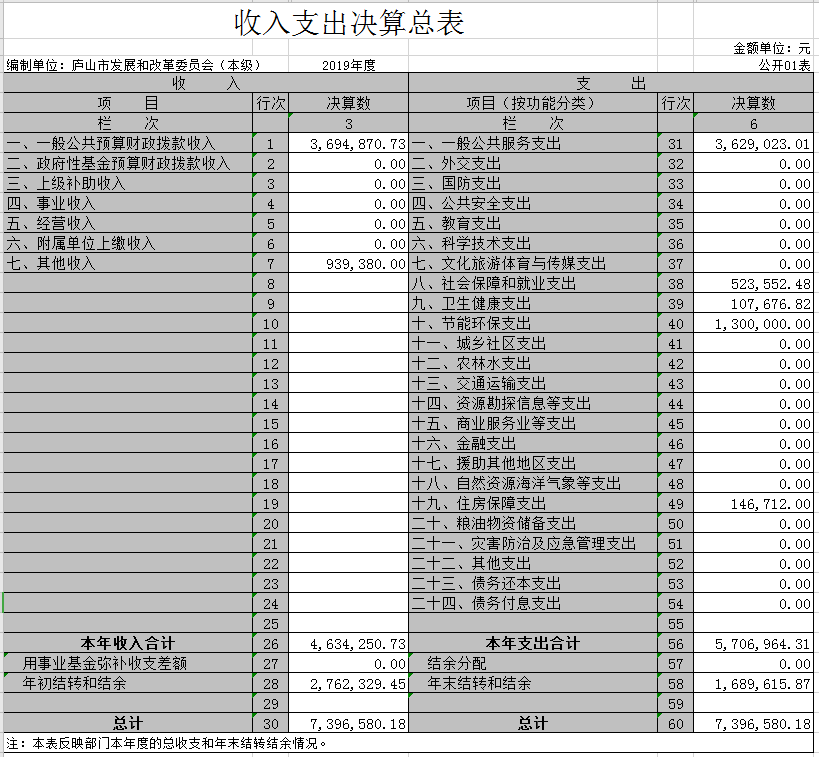 收入支出决算总表
金额单位：元
编制单位：庐山市发展和改革委员会（本级） 2019年度 公开01表
收 入 支 出
项 目 行次 决算数 项目（按功能分类） 行次 决算数
栏 次 3 栏 次 6
一、一般公共预算财政拨款收入 1 3,694,870.73 一、一般公共服务支出 31 3,629,023.01
二、政府性基金预算财政拨款收入 2 0.00 二、外交支出 32 0.00
三、上级补助收入 3 0.00 三、国防支出 33 0.00
四、事业收入 4 0.00 四、公共安全支出 34 0.00
五、经营收入 5 0.00 五、教育支出 35 0.00
六、附属单位上缴收入 6 0.00 六、科学技术支出 36 0.00
七、其他收入 7 939,380.00 七、文化旅游体育与传媒支出 37 0.00
8 八、社会保障和就业支出 38 523,552.48
9 九、卫生健康支出 39 107,676.82
10 十、节能环保支出 40 1,300,000.00
11 十一、城乡社区支出 41 0.00
12 十二、农林水支出 42 0.00
13 十三、交通运输支出 43 0.00
14 十四、资源勘探信息等支出 44 0.00
15 十五、商业服务业等支出 45 0.00
16 十六、金融支出 46 0.00
17 十七、援助其他地区支出 47 0.00
18 十八、自然资源海洋气象等支出 48 0.00
19 十九、住房保障支出 49 146,712.00
20 二十、粮油物资储备支出 50 0.00
21 二十一、灾害防治及应急管理支出 51 0.00
22 二十二、其他支出 52 0.00
23 二十三、债务还本支出 53 0.00
24 二十四、债务付息支出 54 0.00
25 55
本年收入合计 26 4,634,250.73 本年支出合计 56 5,706,964.31
用事业基金弥补收支差额 27 0.00 结余分配 57 0.00
年初结转和结余 28 2,762,329.45 年末结转和结余 58 1,689,615.87
29 59
总计 30 7,396,580.18 总计 60 7,396,580.18
注：本表反映部门本年度的总收支和年末结转结余情况。